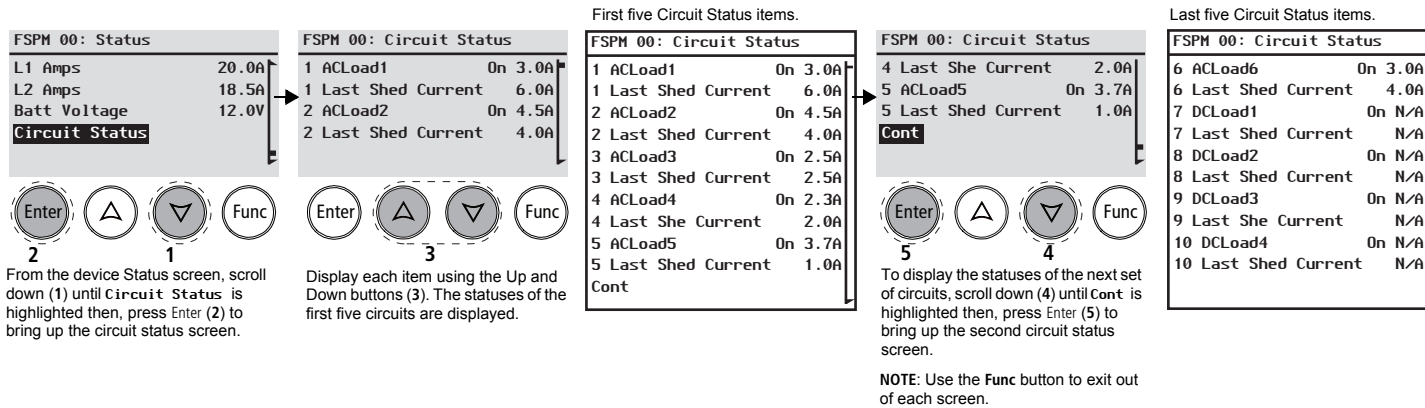 FSPM 00: Status
L1 Amps 20.0A
L2 Amps 18.5A
Batt Voltage 12.0V
Circuit Status
Enter Func
2 1
From the device Status screen, scroll
down (1) until Circuit Status is
highlighted then, press Enter (2) to
bring up the circuit status screen.
FSPM 00: Circuit Status
1 ACLoad1 On 3.0A
1 Last Shed Current 6.0A
2 ACLoad2 On 4.5A
2 Last Shed Current 4.0A
Enter Func
3
Display each item using the Up and
Down buttons (3). The statuses of the
first five circuits are displayed.
First five Circuit Status items.
FSPM 00: Circuit Status
1 ACLoad1 On 3.0A
1 Last Shed Current 6.0A
2 ACLoad2 On 4.5A
2 Last Shed Current 4.0A
3 ACLoad3 On 2.5A
3 Last Shed Current 2.5A
4 ACLoad4 On 2.3A
4 Last She Current 2.0A
5 ACLoad5 On 3.7A
5 Last Shed Current 1.0A
Cont
FSPM 00: Circuit Status
4 Last She Current 2.0A
5 ACLoad5 On 3.7A
5 Last Shed Current 1.0A
Cont
Enter Func
5 4
To display the statuses of the next set
of circuits, scroll down (4) until Cont is
highlighted then, press Enter (5) to
bring up the second circuit status
screen.
NOTE: Use the Func button to exit out
of each screen.
Last five Circuit Status items.
FSPM 00: Circuit Status
6 ACLoad6 On 3.0A
6 Last Shed Current 4.0A
7 DCLoad1 On N/A
7 Last Shed Current N/A
8 DCLoad2 On N/A
8 Last Shed Current N/A
9 DCLoad3 On N/A
9 Last She Current N/A
10 DCLoad4 On N/A
10 Last Shed Current N/A